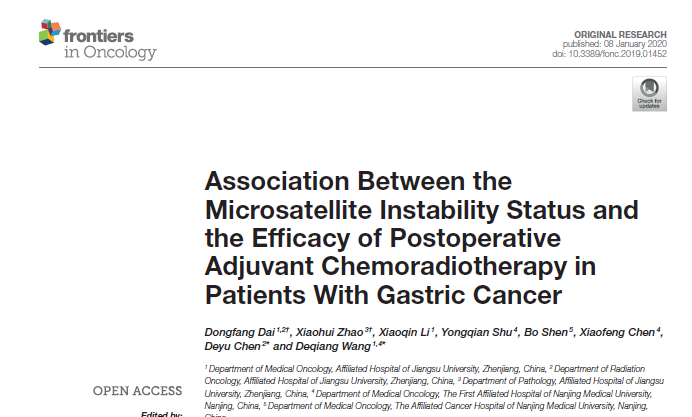 frontiers
in Oncology
ORIGINAL RESEARCH
published: 08 January 2020
doi: 10.3389/fonc.2019.01452
Check for
updates
Association Between the
Microsatellite Instability Status and
the Efficacy of Postoperative
Adjuvant Chemoradiotherapy in
Patients With Gastric Cancer
Dongfang Dai 1,2†, Xiaohui Zhao 3†, Xiaoqin Li 1, Yongqian Shu 4, Bo Shen 5, Xiaofeng Chen 4,
Deyu Chen 2* and Deqiang Wang 1,4*
1 Department of Medical Oncology, Affiliated Hospital of Jiangsu University, Zhenjiang, China, 2 Department of Radiation
Oncology, Affiliated Hospital of Jiangsu University, Zhenjiang, China, 3 Department of Pathology, Affiliated Hospital of Jiangsu
University, Zhenjiang, China, 4 Department of Medical Oncology, The First Affiliated Hospital of Nanjing Medical University,
Nanjing, China, 5 Department of Medical Oncology, The Affiliated Cancer Hospital of Nanjing Medical University, Nanjing,
China
OPEN ACCESS
Edited by: